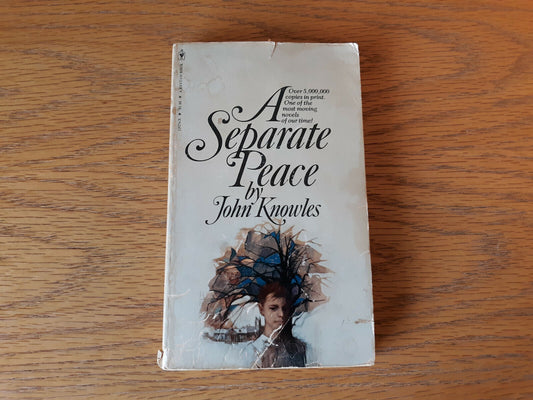 Over 5,000,000
copies in print.
One of the
most moving
novels
of our time!
A
Separate
Peace
by
John Knowles